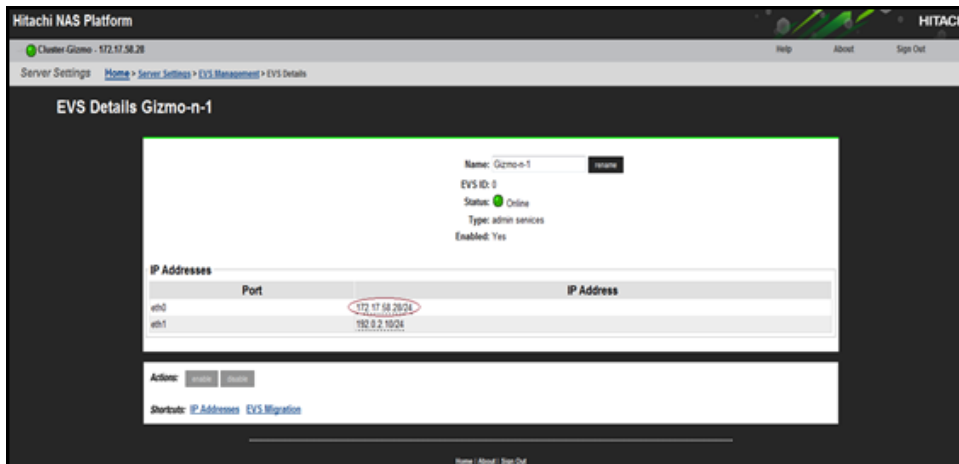 Hitachi NAS Platform
HITAC
Cluster-Gizmo - 172.17.58.28
Help About Sign Out
Server Settings Home > Server Settings > EVS Management > EVS Details
EVS Details Gizmo-n-1
Name: Gizmo-n-1 rename
EVS ID: 0
Status: Online
Type: admin services
Enabled: Yes
IP Addresses
Port IP Address
eth0 172.17.58.28/24
eth1 192.0.2.10/24
Actions: enable disable
Shortcuts: IP Addresses EVS Migration
Home | About | Sign Out